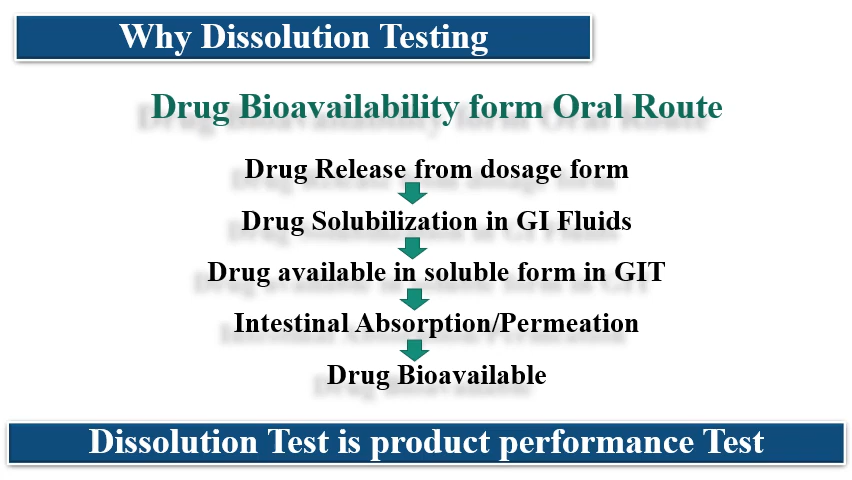 Why Dissolution Testing
Drug Bioavailability form Oral Route
Drug Release from dosage form
Drug Solubilization in GI Fluids
Drug available in soluble form in GIT
Intestinal Absorption/Permeation
Drug Bioavailable
Dissolution Test is product performance Test